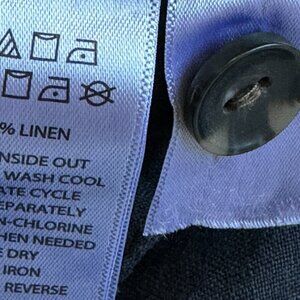 % LINEN
INSIDE OUT
WASH COOL
ATE CYCLE
EPARATELY
N-CHLORINE
HEN NEEDED
E DRY
IRON
REVERSE